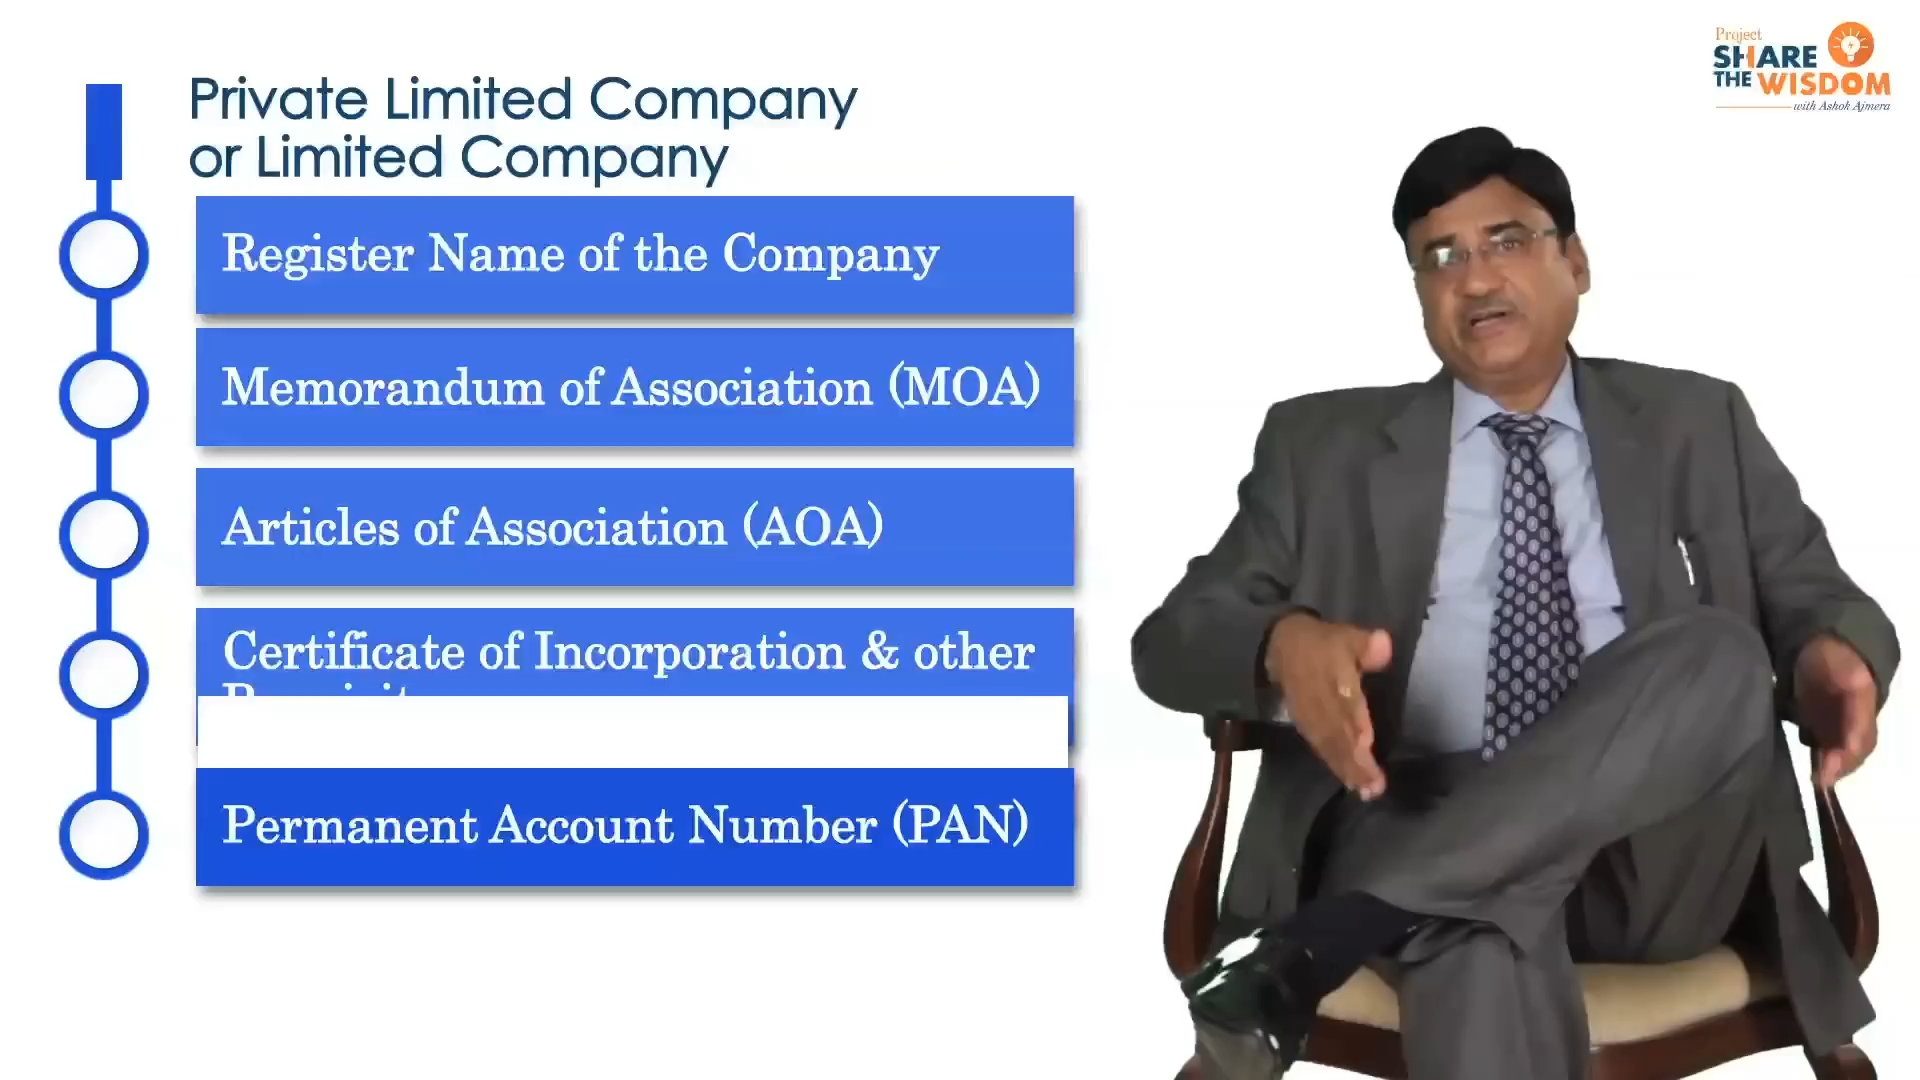 Project
SHARE
THE WISDOM
with Ashok Ajmera
Private Limited Company
or Limited Company
Register Name of the Company
Memorandum of Association (MOA)
Articles of Association (AOA)
Certificate of Incorporation & other
Permanent Account Number (PAN)